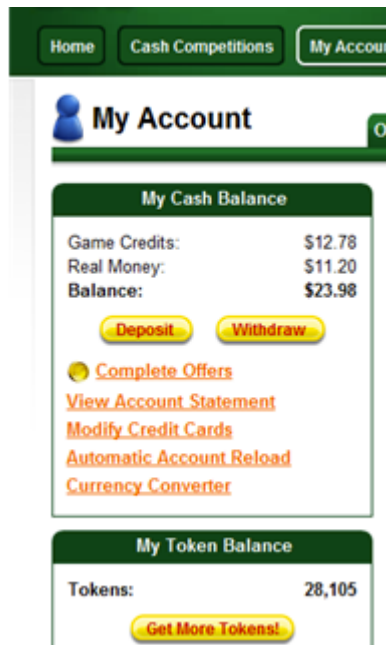 Home Cash Competitions My Accou
My Account
My Cash Balance
Game Credits: $12.78
Real Money: $11.20
Balance: $23.98
Deposit Withdraw
Complete Offers
View Account Statement
Modify Credit Cards
Automatic Account Reload
Currency Converter
My Token Balance
Tokens: 28,105
Get More Tokens!